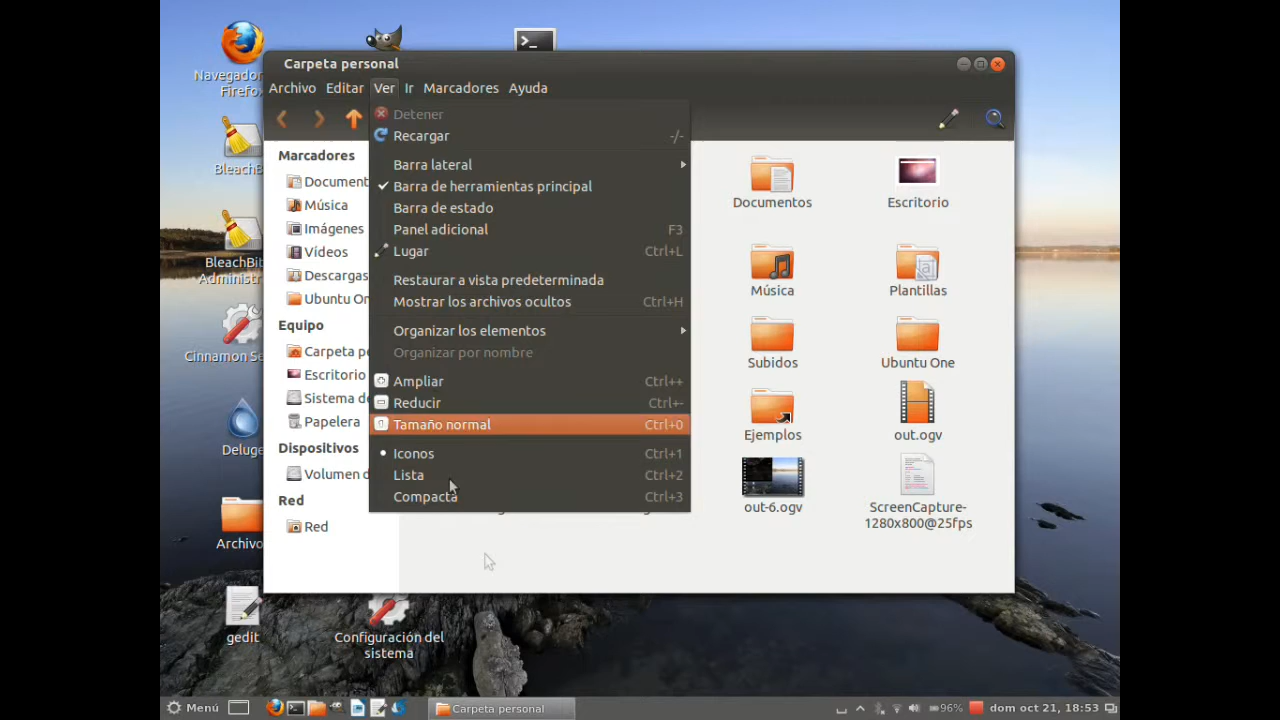 Navegador
Firefox
BleachBi
BleachBit
Administr
Cinnamon Se
Deluge
Archivo
gedit
Configuración del
sistema
Carpeta personal
Archivo Editar Ver Ir Marcadores Ayuda
Marcadores
Document
Música
Imágenes
Vídeos
Descargas
Ubuntu On
Equipo
Carpeta pe
Escritorio
Sistema de
Papelera
Dispositivos
Volumen d
Red
Red
Detener
Recargar -/-
Barra lateral
Barra de herramientas principal
Barra de estado
Panel adicional F3
Lugar Ctrl+L
Restaurar a vista predeterminada
Mostrar los archivos ocultos Ctrl+H
Organizar los elementos
Organizar por nombre
Ampliar Ctrl++
Reducir Ctrl+-
Tamaño normal Ctrl+0
Iconos Ctrl+1
Lista Ctrl+2
Compacta Ctrl+3
Documentos
Escritorio
Música
Plantillas
Subidos
Ubuntu One
Ejemplos
out.ogv
out-6.ogv
ScreenCapture-
1280x800@25fps
Menú
Carpeta personal
96% dom oct 21, 18:53